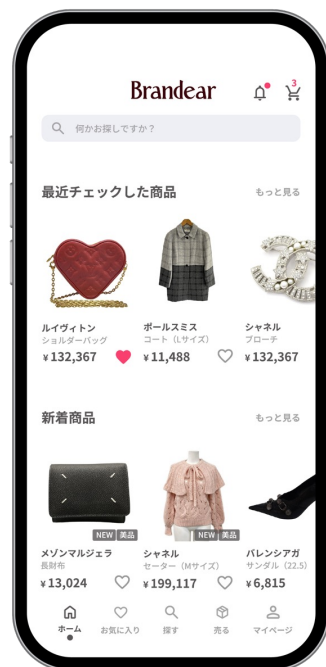 Brandear
3
何かお探しですか？
最近チェックした商品
もっと見る
ルイヴィトン
ショルダーバッグ
¥132,367
ポールスミス
コート（Lサイズ）
¥11,488
シャネル
ブローチ
¥132,367
新着商品
もっと見る
NEW 美品
メゾンマルジェラ
長財布
¥13,024
NEW 美品
シャネル
セーター（Mサイズ）
¥199,117
バレンシアガ
サンダル（22.5）
¥6,815
ホーム
お気に入り
探す
売る
マイページ